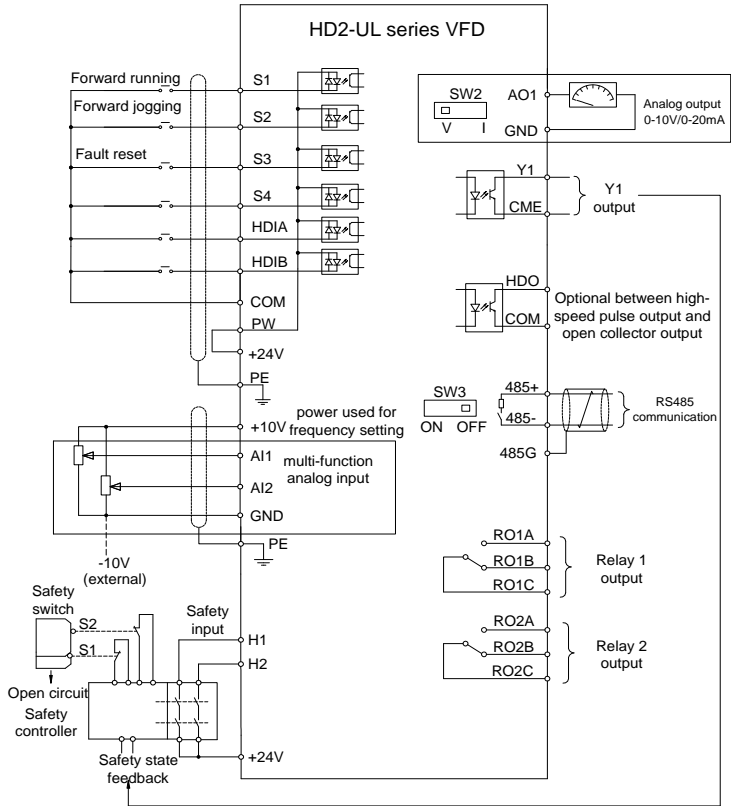 HD2-UL series VFD
Forward running
S1
Forward jogging
S2
Fault reset
S3
S4
HDIA
HDIB
COM
PW
+24V
PE
SW2
V I
AO1
GND
Analog output
0-10V/0-20mA
Y1
CME
Y1
output
HDO
COM
Optional between high-
speed pulse output and
open collector output
SW3
ON OFF
485+
485-
485G
RS485
communication
power used for
frequency setting
+10V
AI1
multi-function
analog input
AI2
GND
PE
-10V
(external)
RO1A
RO1B
RO1C
Relay 1
output
RO2A
RO2B
RO2C
Relay 2
output
Safety
switch
S2
S1
Open circuit
Safety
controller
Safety
input
H1
H2
+24V
Safety state
feedback